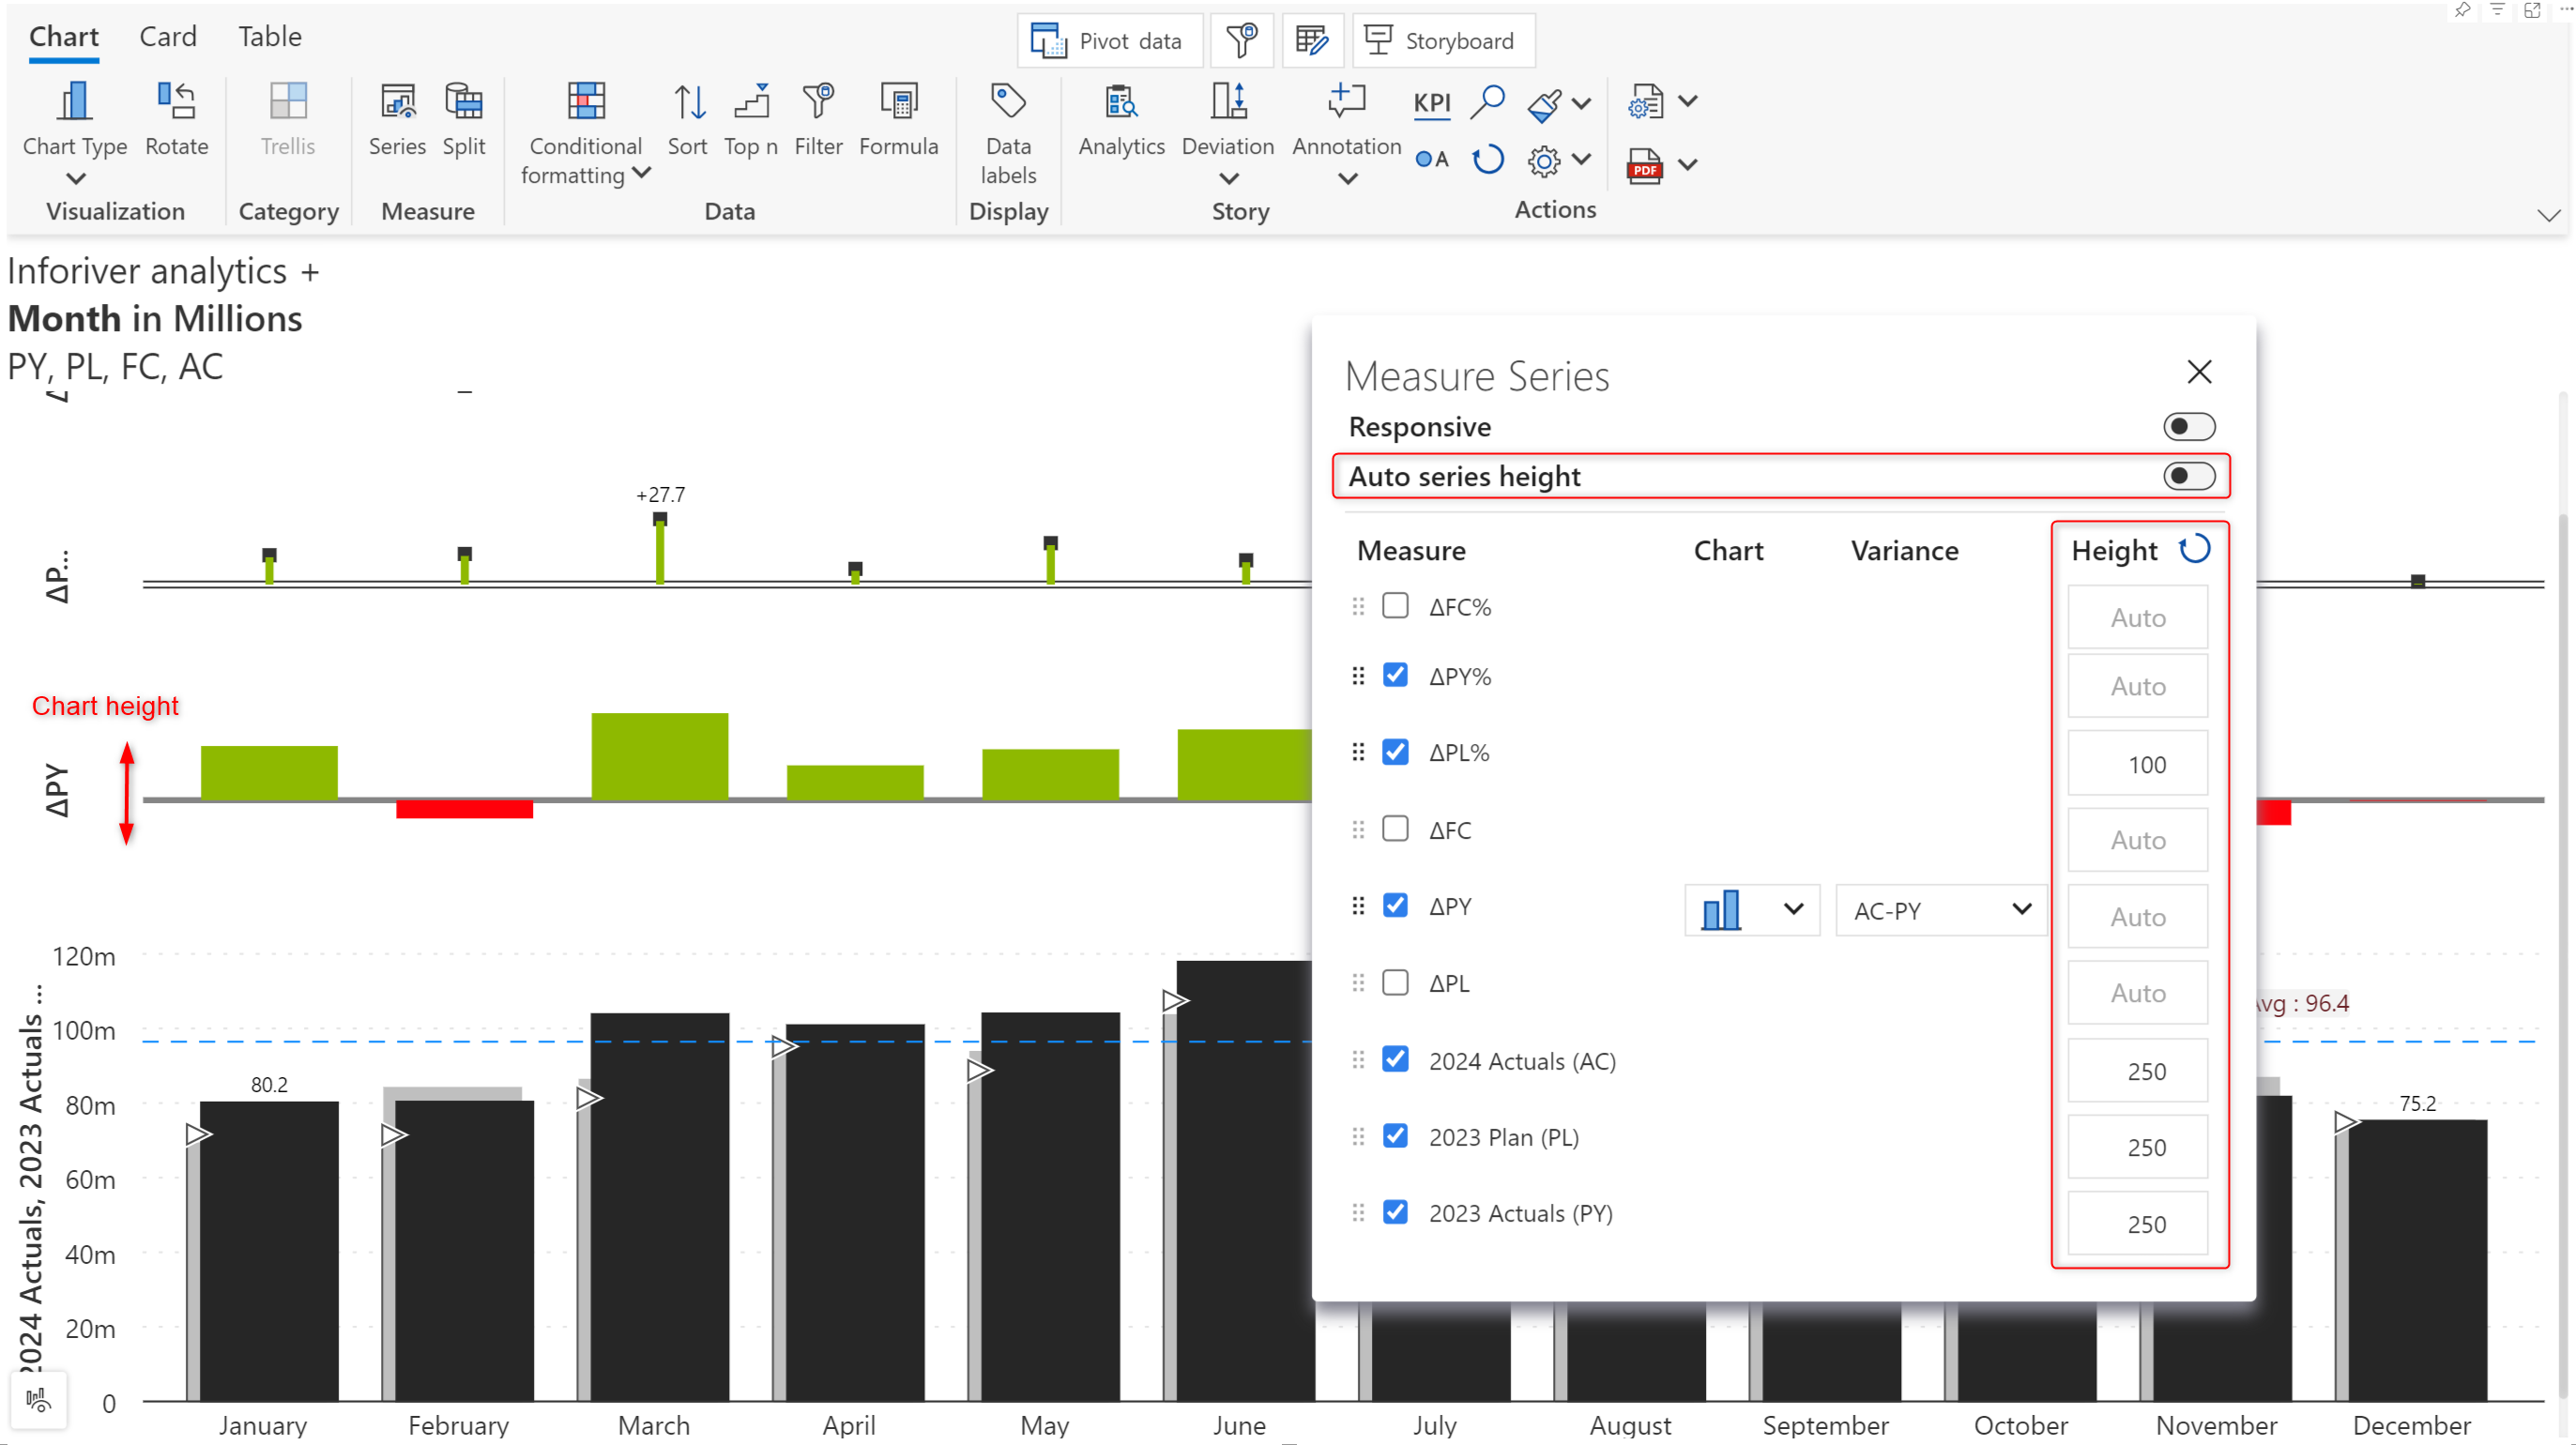 Chart Card Table
Pivot data Storyboard
Chart Type Rotate Trellis Series Split Conditional formatting Sort Top n Filter Formula Data labels Analytics Deviation Annotation KPI
A
PDF
Visualization Category Measure Data Display Story Actions
Inforiver analytics +
Month in Millions
PY, PL, FC, AC
Measure Series
Responsive
Auto series height
Measure Chart Variance Height
ΔFC% Auto
ΔPY% Auto
ΔPL% 100
ΔFC Auto
ΔPY AC-PY Auto
ΔPL Auto
2024 Actuals (AC) 250
2023 Plan (PL) 250
2023 Actuals (PY) 250
+27.7
ΔP...
Chart height
ΔPY
2024 Actuals, 2023 Actuals ...
120m
100m
80m
60m
40m
20m
0
80.2
Avg : 96.4
75.2
January February March April May June July August September October November December